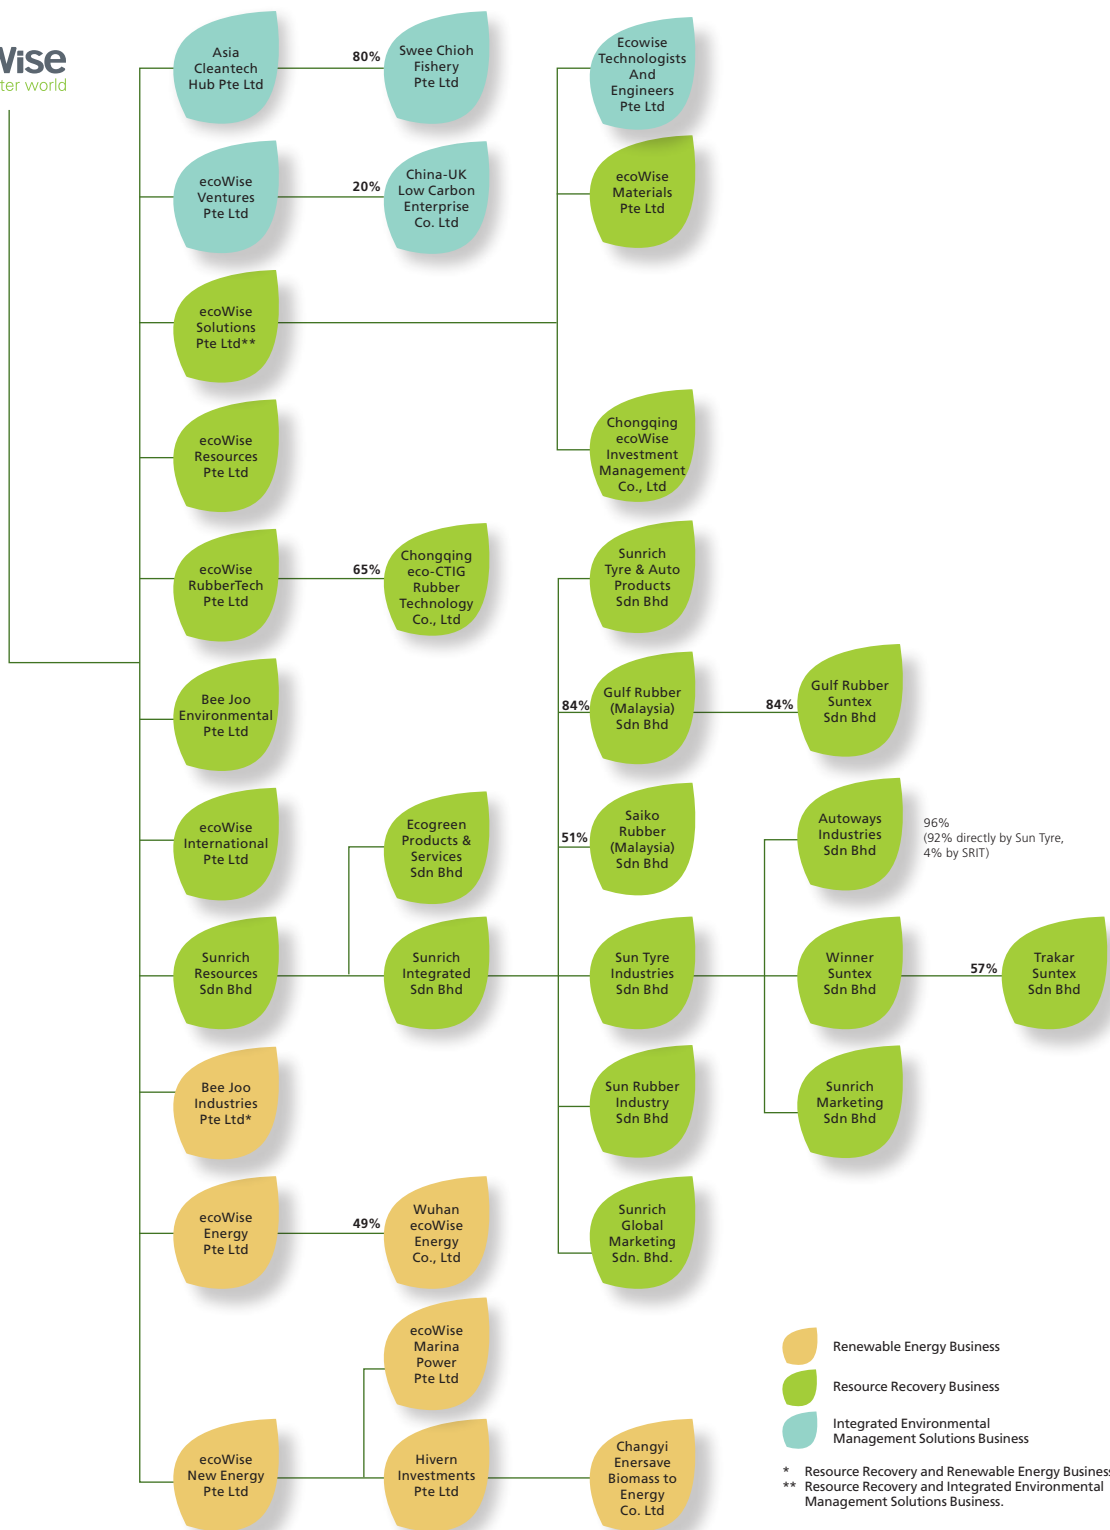 Wise
ter world
Asia
Cleantech
Hub Pte Ltd
80%
Swee Chioh
Fishery
Pte Ltd
Ecowise
Technologists
And
Engineers
Pte Ltd
ecoWise
Ventures
Pte Ltd
20%
China-UK
Low Carbon
Enterprise
Co. Ltd
ecoWise
Materials
Pte Ltd
ecoWise
Solutions
Pte Ltd**
ecoWise
Resources
Pte Ltd
Chongqing
ecoWise
Investment
Management
Co., Ltd
ecoWise
RubberTech
Pte Ltd
65%
Chongqing
eco-CTIG
Rubber
Technology
Co., Ltd
Sunrich
Tyre & Auto
Products
Sdn Bhd
Bee Joo
Environmental
Pte Ltd
84%
Gulf Rubber
(Malaysia)
Sdn Bhd
84%
Gulf Rubber
Suntex
Sdn Bhd
ecoWise
International
Pte Ltd
Ecogreen
Products &
Services
Sdn Bhd
51%
Saiko
Rubber
(Malaysia)
Sdn Bhd
Autoways
Industries
Sdn Bhd
96%
(92% directly by Sun Tyre,
4% by SRIT)
Sunrich
Resources
Sdn Bhd
Sunrich
Integrated
Sdn Bhd
Sun Tyre
Industries
Sdn Bhd
Winner
Suntex
Sdn Bhd
57%
Trakar
Suntex
Sdn Bhd
Bee Joo
Industries
Pte Ltd*
Sun Rubber
Industry
Sdn Bhd
Sunrich
Marketing
Sdn Bhd
ecoWise
Energy
Pte Ltd
49%
Wuhan
ecoWise
Energy
Co., Ltd
Sunrich
Global
Marketing
Sdn. Bhd.
ecoWise
Marina
Power
Pte Ltd
ecoWise
New Energy
Pte Ltd
Hivern
Investments
Pte Ltd
Changyi
Enersave
Biomass to
Energy
Co. Ltd
Renewable Energy Business
Resource Recovery Business
Integrated Environmental
Management Solutions Business
* Resource Recovery and Renewable Energy Business
** Resource Recovery and Integrated Environmental
Management Solutions Business.